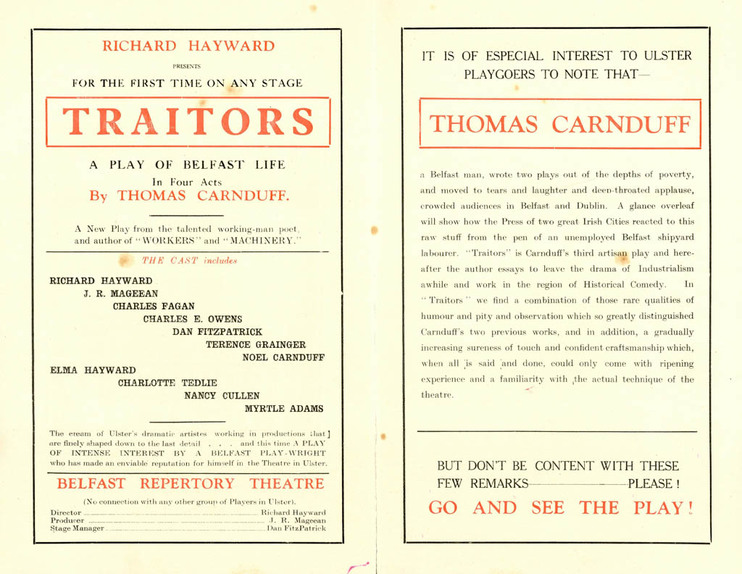 RICHARD HAYWARD
PRESENTS
FOR THE FIRST TIME ON ANY STAGE
TRAITORS
A PLAY OF BELFAST LIFE
In Four Acts
By THOMAS CARNDUFF.
A New Play from the talented working-man poet,
and author of "WORKERS" and "MACHINERY."
THE CAST includes
RICHARD HAYWARD
J. R. MAGEEAN
CHARLES FAGAN
CHARLES E. OWENS
DAN FITZPATRICK
TERENCE GRAINGER
NOEL CARNDUFF
ELMA HAYWARD
CHARLOTTE TEDLIE
NANCY CULLEN
MYRTLE ADAMS
The cream of Ulster's dramatic artistes working in productions that
are finely shaped down to the last detail . . . and this time A PLAY
OF INTENSE INTEREST BY A BELFAST PLAY-WRIGHT
who has made an enviable reputation for himself in the Theatre in Ulster.
BELFAST REPERTORY THEATRE
(No connection with any other group of Players in Ulster).
Director Richard Hayward
Producer J. R. Mageean
Stage Manager Dan FitzPatrick
IT IS OF ESPECIAL INTEREST TO ULSTER
PLAYGOERS TO NOTE THAT—
THOMAS CARNDUFF
a Belfast man, wrote two plays out of the depths of poverty,
and moved to tears and laughter and deen-throated applause,
crowded audiences in Belfast and Dublin. A glance overleaf
will show how the Press of two great Irish Cities reacted to this
raw stuff from the pen of an unemployed Belfast shipyard
labourer. "Traitors" is Carnduff's third artisan play and here-
after the author essays to leave the drama of Industrialism
awhile and work in the region of Historical Comedy. In
"Traitors" we find a combination of those rare qualities of
humour and pity and observation which so greatly distinguished
Carnduff's two previous works, and in addition, a gradually
increasing sureness of touch and confident craftsmanship which,
when all is said and done, could only come with ripening
experience and a familiarity with the actual technique of the
theatre.
BUT DON'T BE CONTENT WITH THESE
FEW REMARKS——PLEASE!
GO AND SEE THE PLAY!